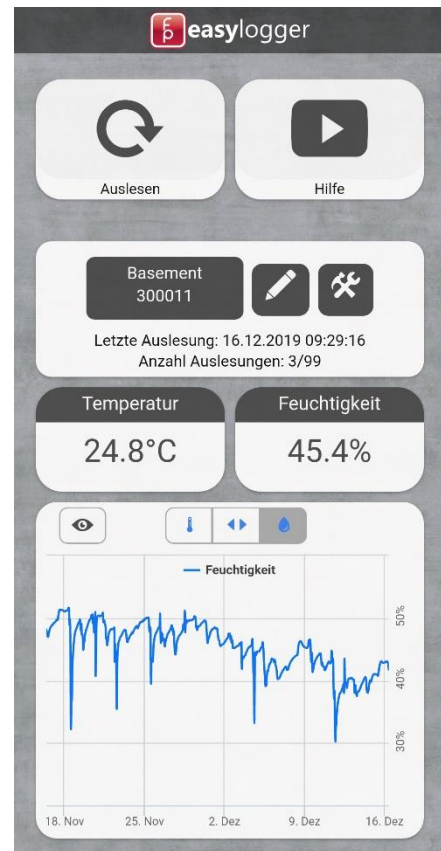 easylogger
Auslesen
Hilfe
Basement
300011
Letzte Auslesung: 16.12.2019 09:29:16
Anzahl Auslesungen: 3/99
Temperatur
Feuchtigkeit
24.8°C
45.4%
Feuchtigkeit
50%
40%
30%
18. Nov
25. Nov
2. Dez
9. Dez
16. Dez